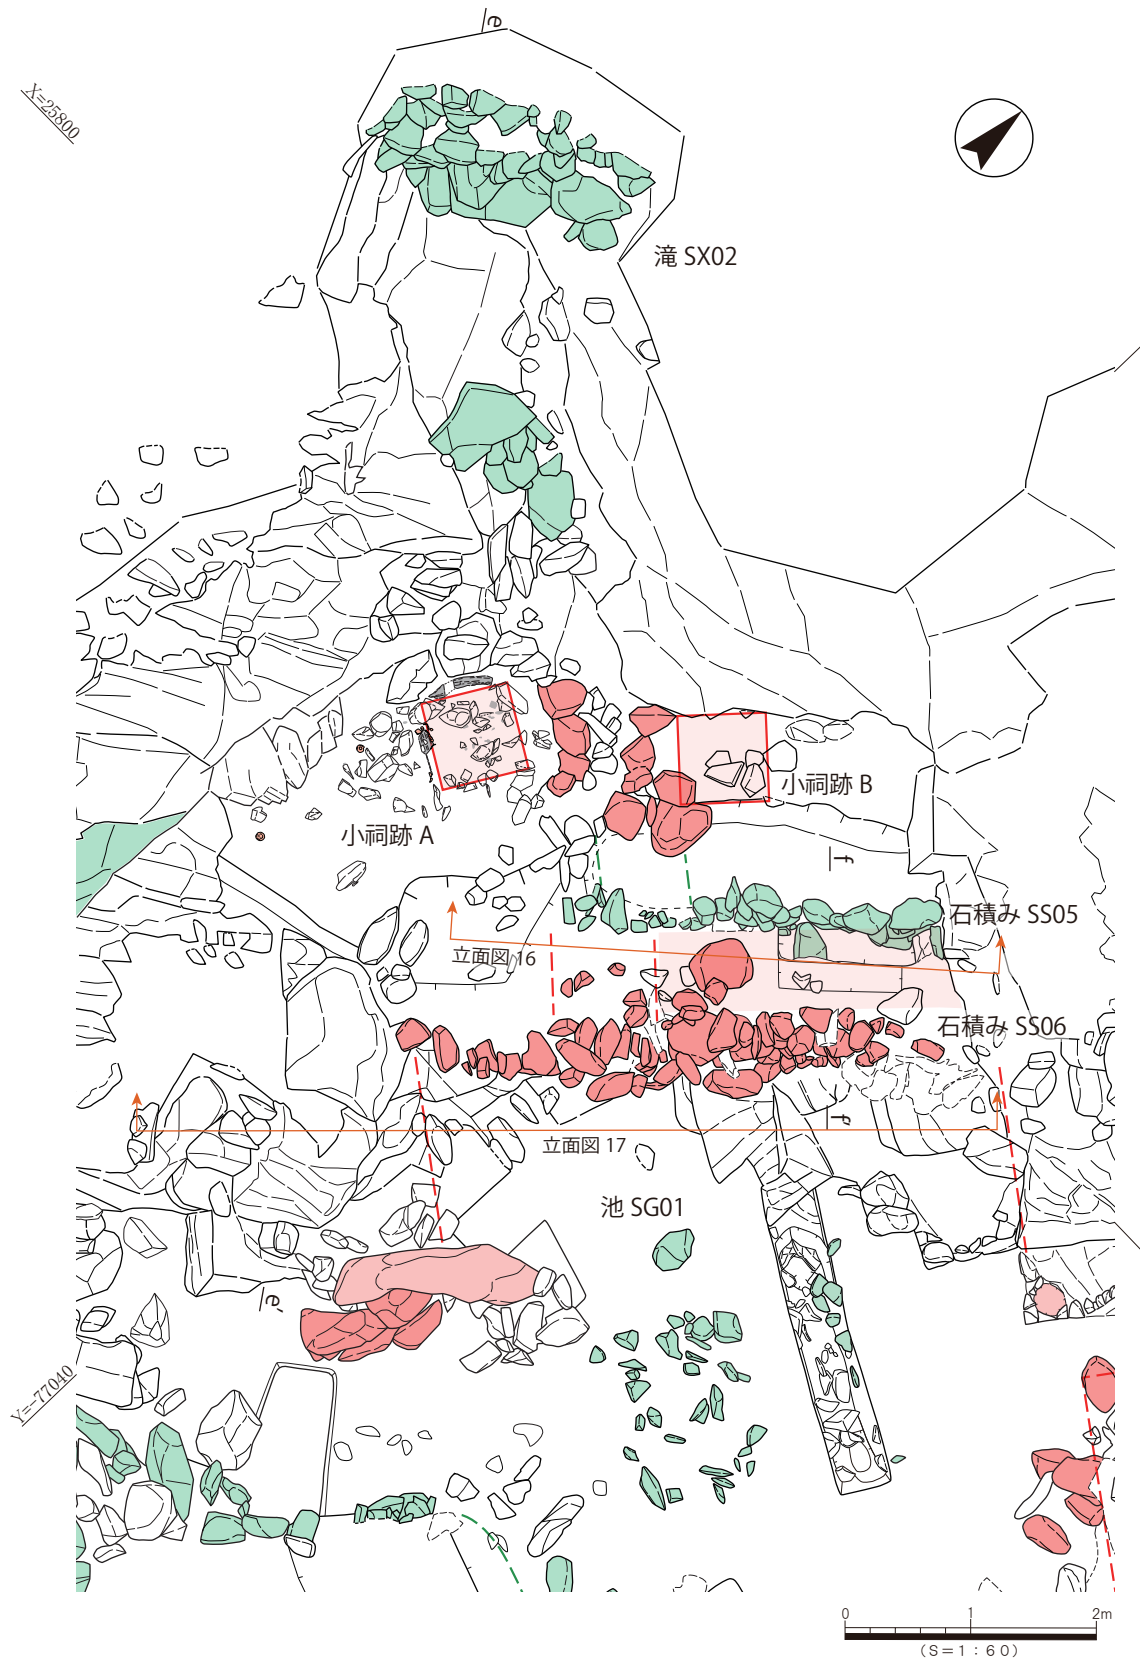 e
X=25800
滝 SX02
小祠跡 B
小祠跡 A
f
石積み SS05
立面図 16
石積み SS06
f'
立面図 17
池 SG01
e'
Y=-77040
0 1 2m
(S=1:60)